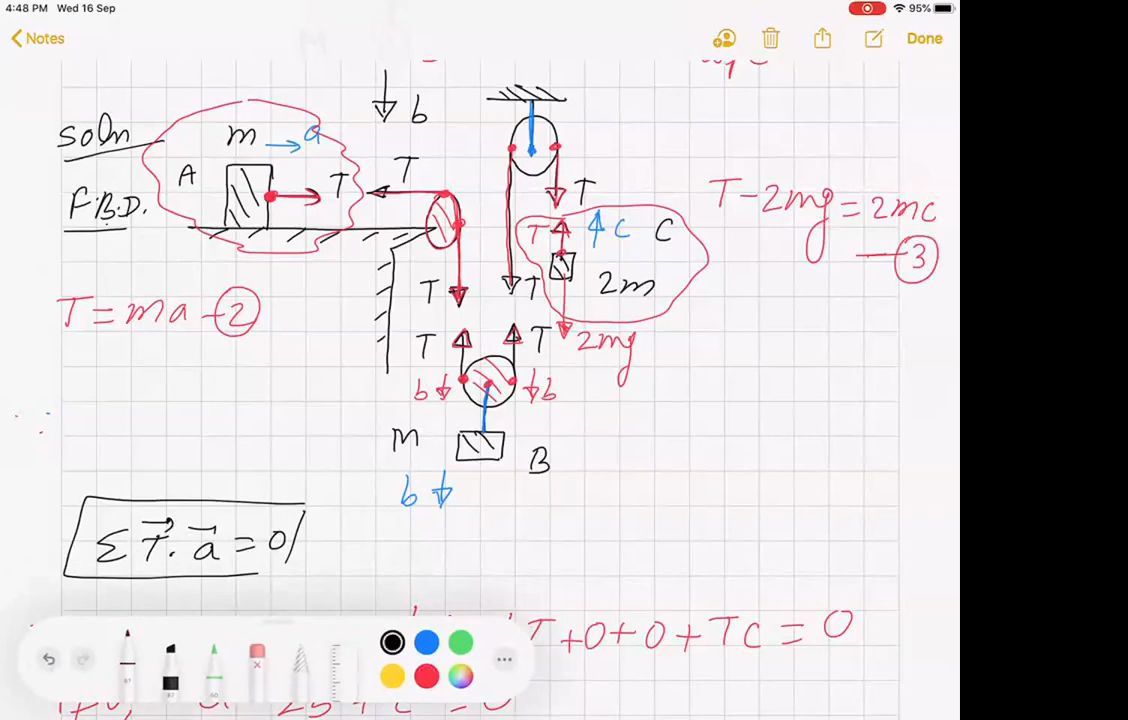 4:48 PM Wed 16 Sep
95%
Notes
Done
b
Soln
m
a
A
T
T
F.B.D.
T
T - 2mg = 2mc
3
T
C
C
2m
T = ma - 2
T
T
2mg
T
T
b
b
M
B
b
Σ T. a = 0
T + 0 + 0 + TC = 0